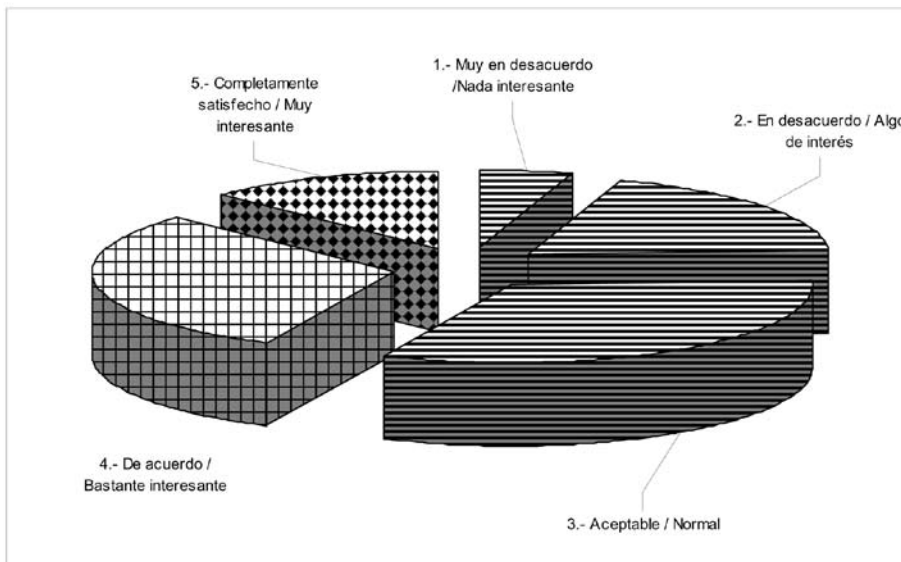 1.- Muy en desacuerdo
/Nada interesante
2.- En desacuerdo / Algo
de interés
3.- Aceptable / Normal
4.- De acuerdo /
Bastante interesante
5.- Completamente
satisfecho / Muy
interesante